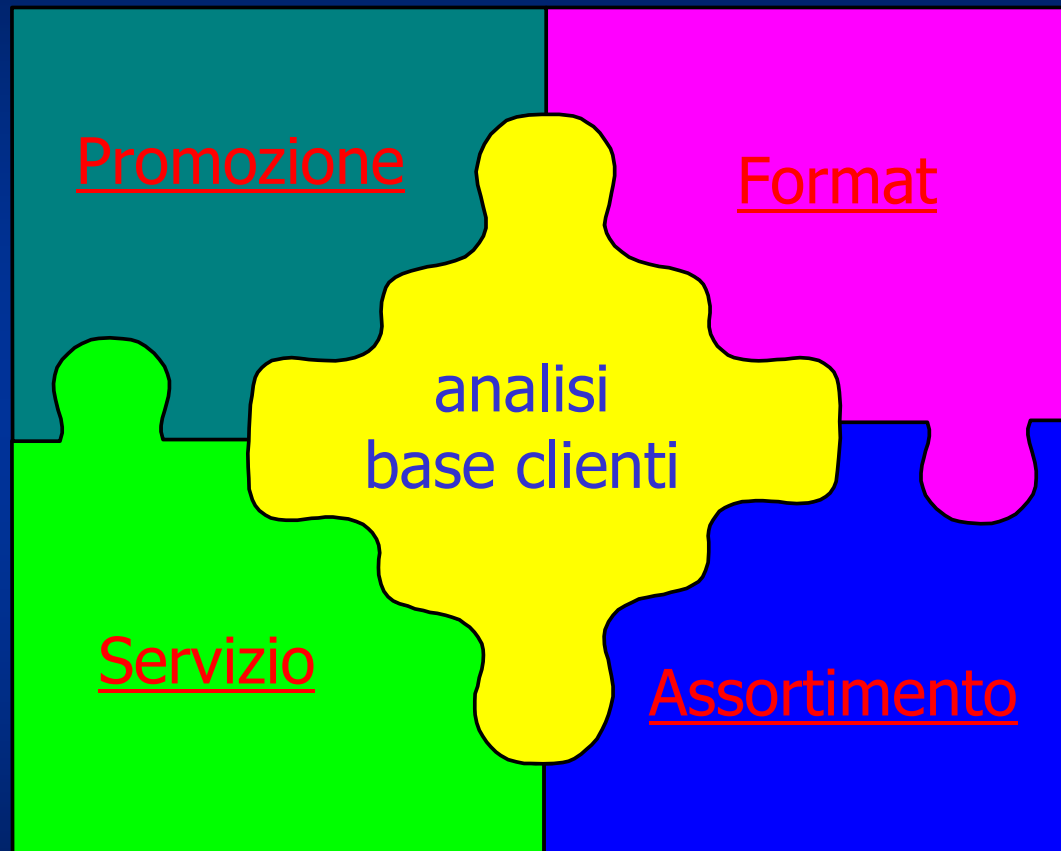 Promozione
Format
analisi
base clienti
Servizio
Assortimento